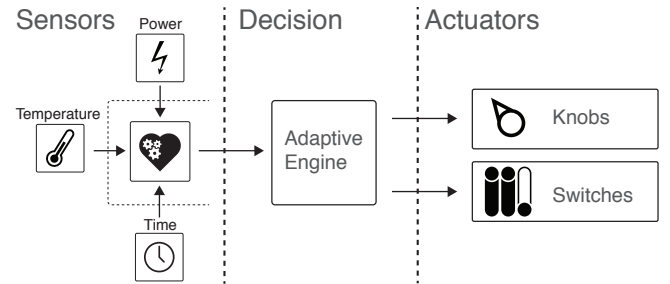 Sensors
Decision
Actuators
Power
Temperature
Time
Adaptive
Engine
Knobs
Switches